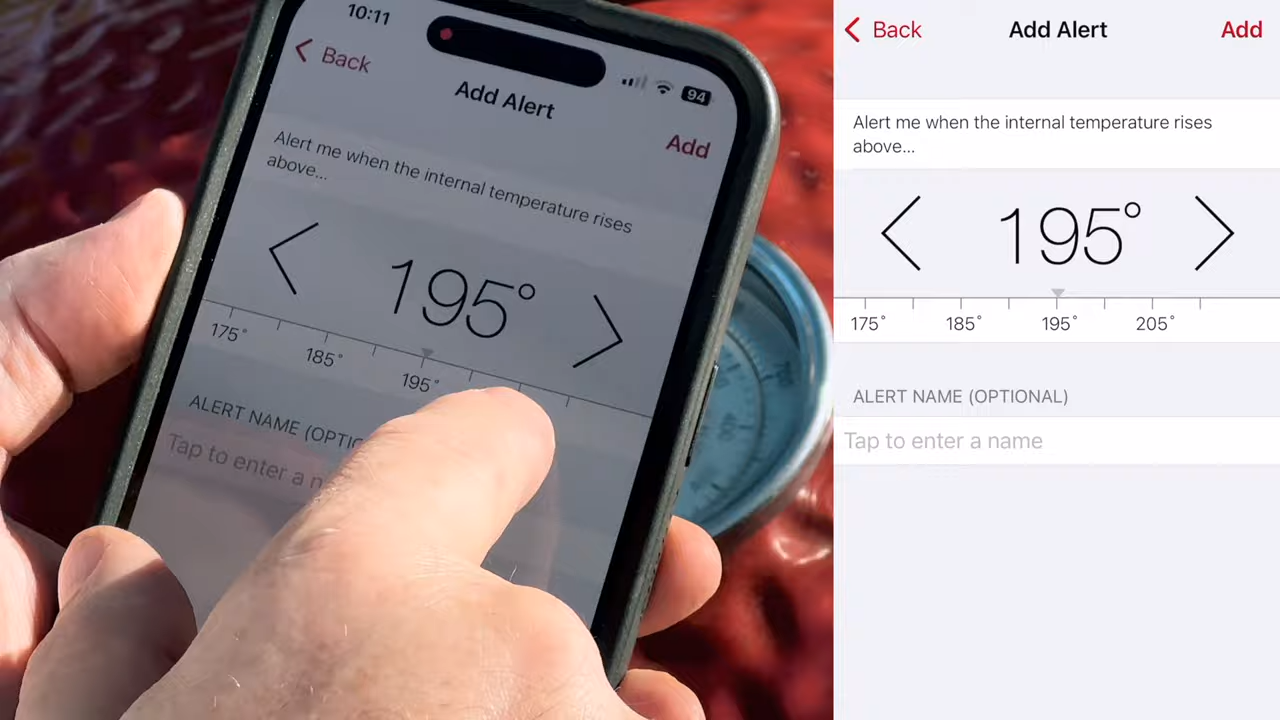 10:11
94
Back
Add Alert
Add
Alert me when the internal temperature rises
above...
195°
175° 185° 195°
ALERT NAME (OPTIO
Tap to enter a n
Back Add Alert Add
Alert me when the internal temperature rises
above...
195°
175° 185° 195° 205°
ALERT NAME (OPTIONAL)
Tap to enter a name